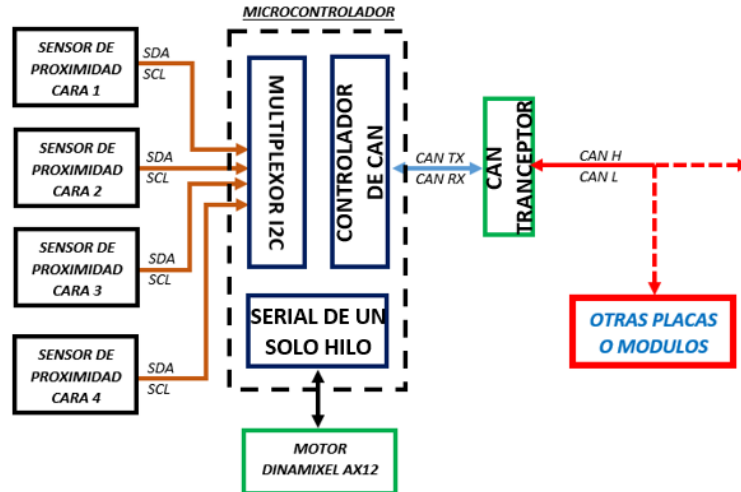 MICROCONTROLADOR
SENSOR DE
PROXIMIDAD
CARA 1
SDA
SCL
SENSOR DE
PROXIMIDAD
CARA 2
SDA
SCL
SENSOR DE
PROXIMIDAD
CARA 3
SDA
SCL
SENSOR DE
PROXIMIDAD
CARA 4
SDA
SCL
MULTIPLEXOR I2C
CONTROLADOR
DE CAN
SERIAL DE UN
SOLO HILO
MOTOR
DINAMIXEL AX12
CAN TX
CAN RX
CAN
TRANCEPTOR
CAN H
CAN L
OTRAS PLACAS
O MODULOS